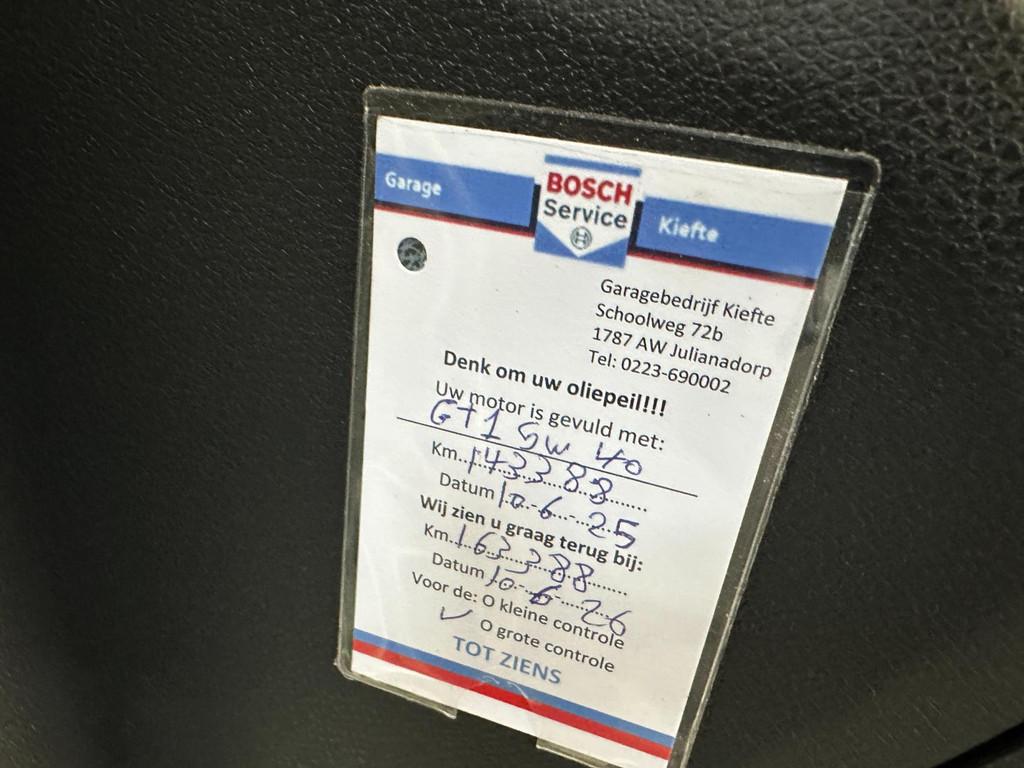 Garage
BOSCH
Service
Kiefte
Garagebedrijf Kiefte
Schoolweg 72b
1787 AW Julianadorp
Tel: 0223-690002
Denk om uw oliepeil!!!
Uw motor is gevuld met:
GT1 5W 40
Km..143388......
Datum 10-6-25
Wij zien u graag terug bij:
Km..163388......
Datum 10-6-26
Voor de: O kleine controle
✓ O grote controle
TOT ZIENS